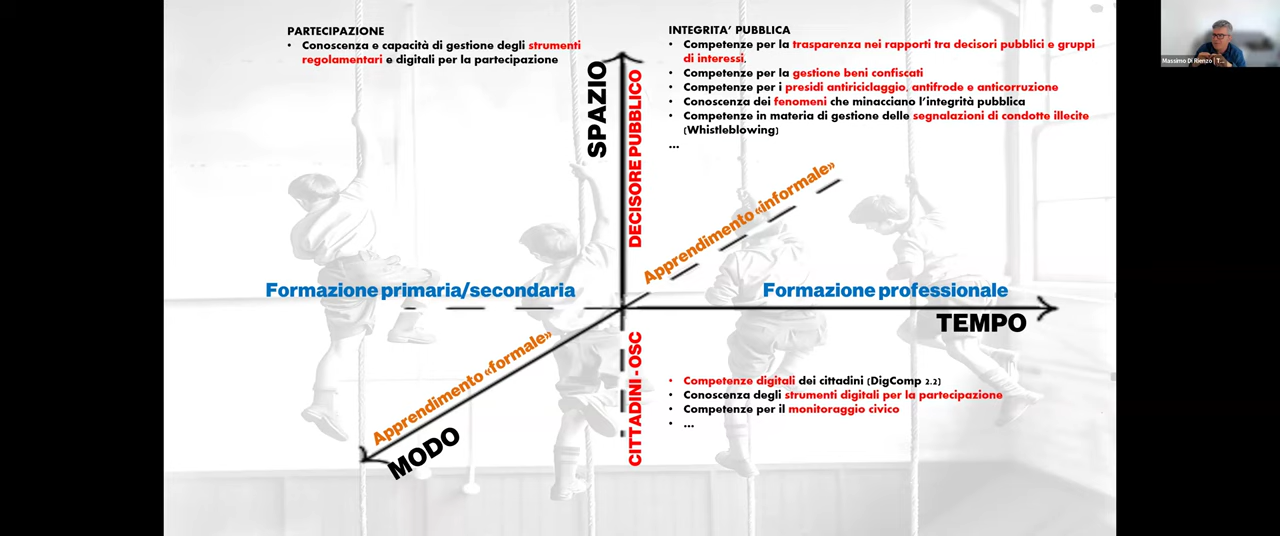 PARTECIPAZIONE
• Conoscenza e capacità di gestione degli strumenti
regolamentari e digitali per la partecipazione
INTEGRITA’ PUBBLICA
• Competenze per la trasparenza nei rapporti tra decisori pubblici e gruppi
di interessi,
• Competenze per la gestione beni confiscati
• Competenze per i presidi antiriciclaggio, antifrode e anticorruzione
• Conoscenza dei fenomeni che minacciano l’integrità pubblica
• Competenze in materia di gestione delle segnalazioni di condotte illecite
(Whistleblowing)
...
SPAZIO
DECISORE PUBBLICO
Apprendimento «informale»
Formazione primaria/secondaria
Formazione professionale
TEMPO
Apprendimento «formale»
MODO
CITTADINI - OSC
• Competenze digitali dei cittadini (DigComp 2.2)
• Conoscenza degli strumenti digitali per la partecipazione
• Competenze per il monitoraggio civico
• ...
Massimo Di Rienzo | T...